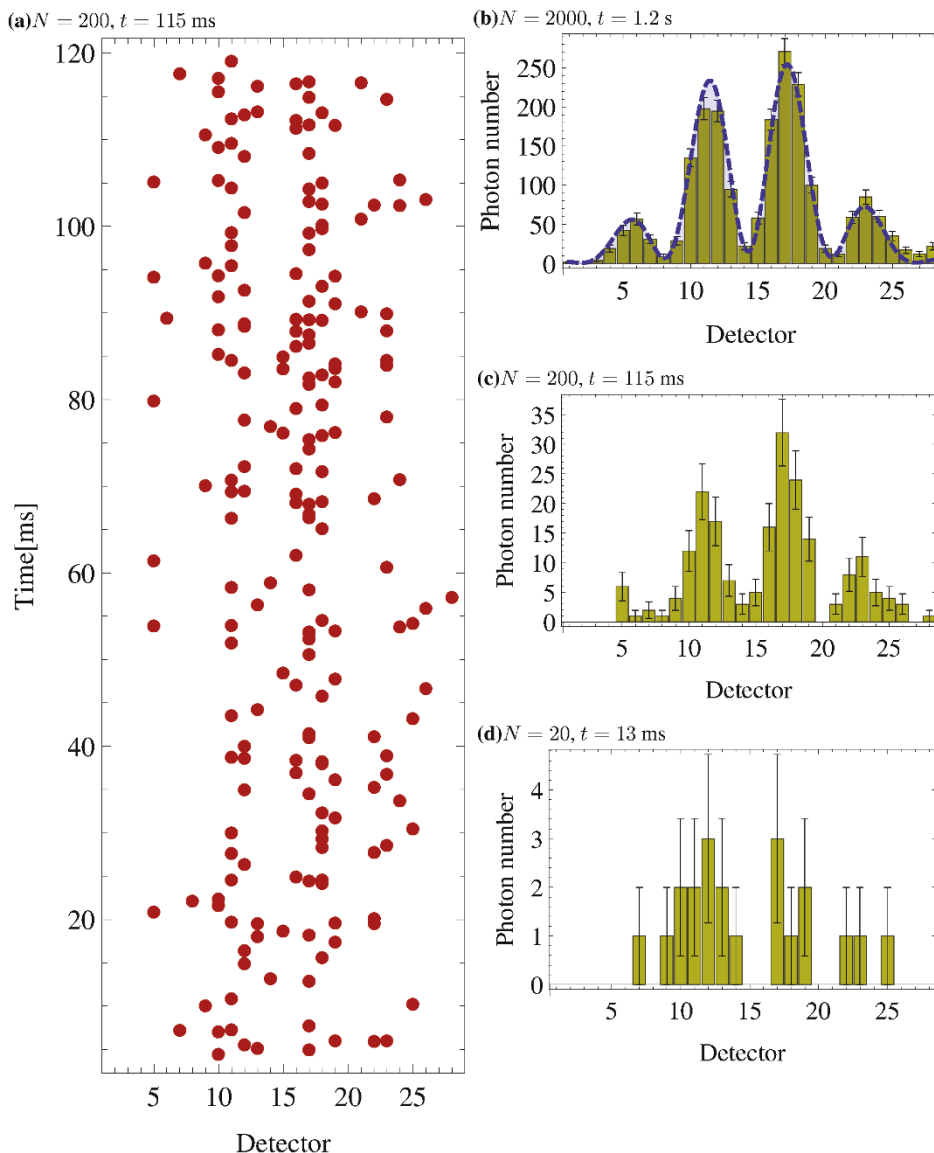 (a)N = 200, t = 115 ms
120
100
80
60
40
20
Time[ms]
5 10 15 20 25
Detector
(b)N = 2000, t = 1.2 s
250
200
150
100
50
0
Photon number
5 10 15 20 25
Detector
(c)N = 200, t = 115 ms
35
30
25
20
15
10
5
0
Photon number
5 10 15 20 25
Detector
(d)N = 20, t = 13 ms
4
3
2
1
0
Photon number
5 10 15 20 25
Detector